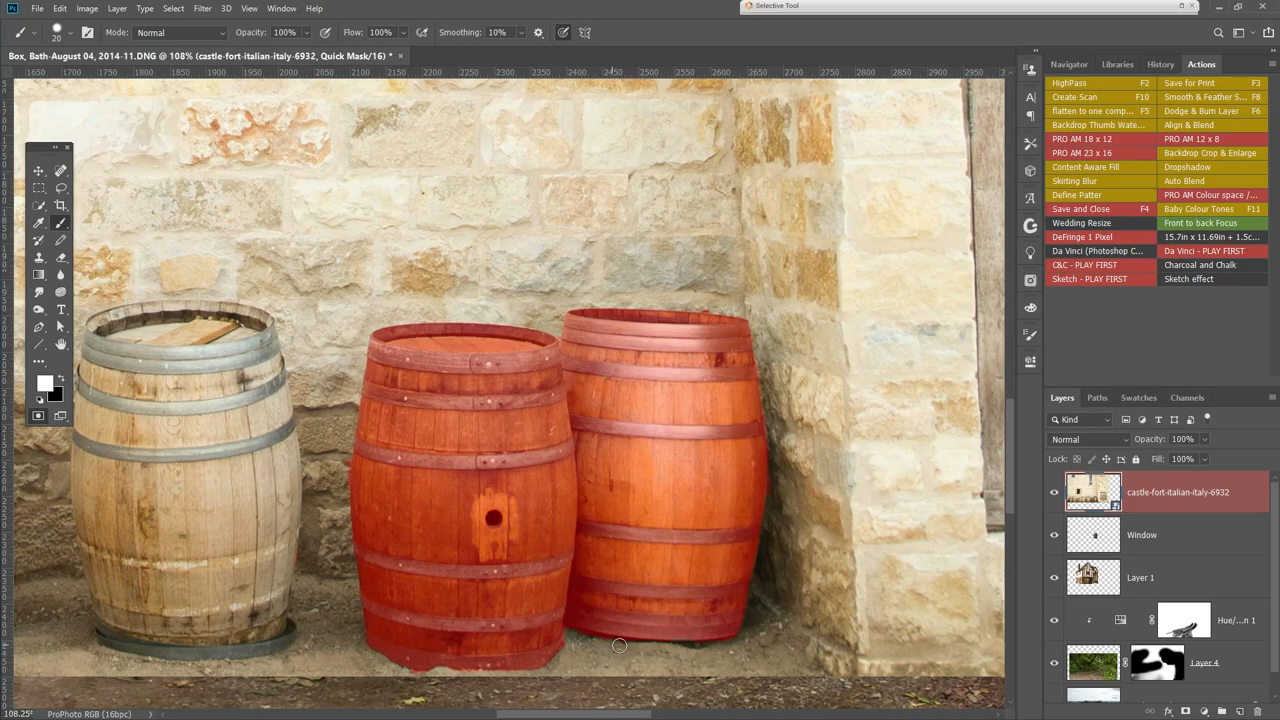 Ps File Edit Image Layer Type Select Filter 3D View Window Help
Selective Tool
20 Mode: Normal Opacity: 100% Flow: 100% Smoothing: 10%
Box, Bath-August 04, 2014-11.DNG @ 108% (castle-fort-italian-italy-6932, Quick Mask/16) *
1650 1700 1750 1800 1850 1900 1950 2000 2050 2100 2150 2200 2250 2300 2350 2400 2450 2500 2550 2600 2650 2700 2750 2800 2850 2900 2950
Navigator Libraries History Actions
HighPass F2 Save for Print F3
Create Scan F10 Smooth & Feather S... F8
flatten to one comp... F5 Dodge & Burn Layer F6
Backdrop Thumb Wate... Align & Blend
PRO AM 18 x 12 PRO AM 12 x 8
PRO AM 23 x 16 Backdrop Crop & Enlarge
Content Aware Fill Dropshadow
Skirting Blur Auto Blend
Define Patter PRO AM Colour space /...
Save and Close F4 Baby Colour Tones F11
Wedding Resize Front to back Focus
DeFringe 1 Pixel 15.7in x 11.69in + 1.5c...
Da Vinci (Photoshop C... Da Vinci - PLAY FIRST
C&C - PLAY FIRST Charcoal and Chalk
Sketch - PLAY FIRST Sketch effect
Layers Paths Swatches Channels
Kind
Normal Opacity: 100%
Lock: Fill: 100%
castle-fort-italian-italy-6932
Window
Layer 1
Hue/...n 1
Layer 4
108.25% ProPhoto RGB (16bpc)